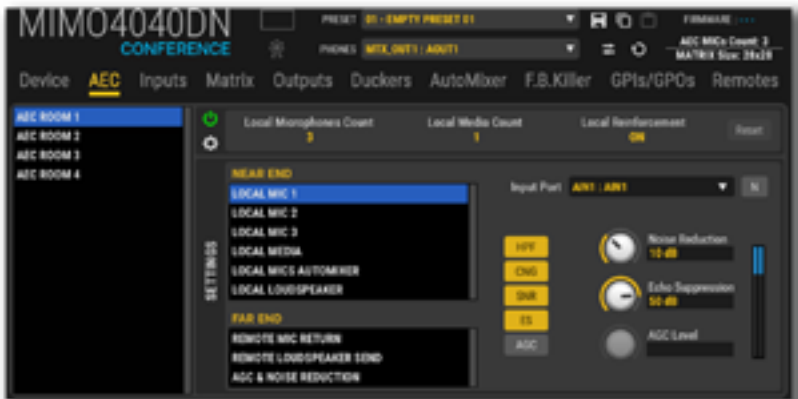 MIMO4040DN
CONFERENCE
PRESET 01 - EMPTY PRESET 01
PHONES MTX_OUT1 : AOUT1
FIRMWARE :
AEC MICs Count: 3
MATRIX Size: 28x28
Device AEC Inputs Matrix Outputs Duckers AutoMixer F.B.Killer GPIs/GPOs Remotes
AEC ROOM 1
AEC ROOM 2
AEC ROOM 3
AEC ROOM 4
Local Microphones Count
3
Local Media Count
1
Local Reinforcement
ON
Reset
SETTINGS
NEAR END
LOCAL MIC 1
LOCAL MIC 2
LOCAL MIC 3
LOCAL MEDIA
LOCAL MICS AUTOMIXER
LOCAL LOUDSPEAKER
FAR END
REMOTE MIC RETURN
REMOTE LOUDSPEAKER SEND
AGC & NOISE REDUCTION
Input Port AIN1 : AIN1
N
HPF
CNG
SNR
ES
AGC
Noise Reduction
10 dB
Echo Suppression
50 dB
AGC Level